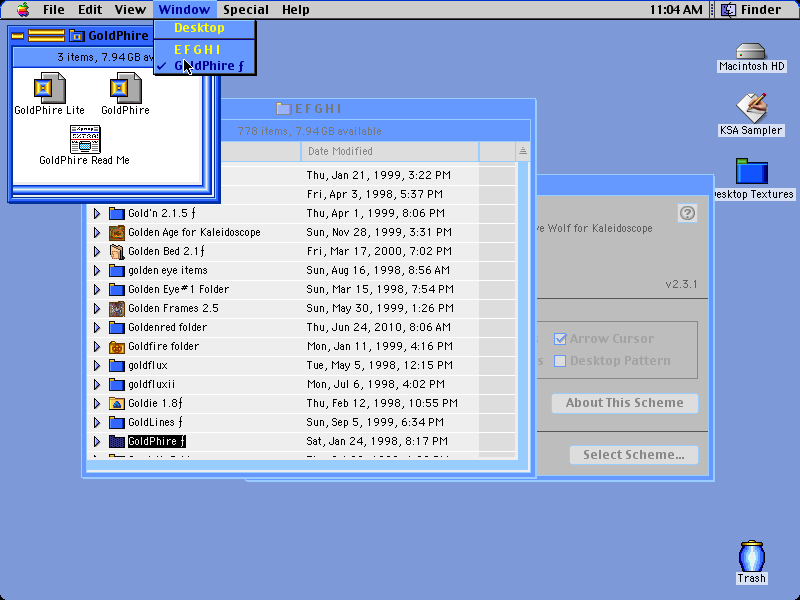 File Edit View Window Special Help 11:04 AM Finder
Desktop
E F G H I
GoldPhire ƒ
GoldPhire
3 items, 7.94GB av
GoldPhire Lite GoldPhire
GoldPhire Read Me
E F G H I
778 items, 7.94GB available
Date Modified
Thu, Jan 21, 1999, 3:22 PM
Fri, Apr 3, 1998, 5:37 PM
Gold'n 2.1.5 ƒ Thu, Apr 1, 1999, 8:06 PM
Golden Age for Kaleidoscope Sun, Nov 28, 1999, 3:31 PM
Golden Bed 2.1ƒ Fri, Mar 17, 2000, 7:02 PM
golden eye items Sun, Aug 16, 1998, 8:56 AM
Golden Eye#1 Folder Sun, Mar 15, 1998, 7:54 PM
Golden Frames 2.5 Sun, May 30, 1999, 1:26 PM
Goldenred folder Thu, Jun 24, 2010, 8:06 AM
Goldfire folder Mon, Jan 11, 1999, 4:16 PM
goldflux Tue, May 5, 1998, 12:15 PM
goldfluxii Mon, Jul 6, 1998, 4:02 PM
Goldie 1.8ƒ Thu, Feb 12, 1998, 10:55 PM
GoldLines ƒ Sun, Sep 5, 1999, 6:34 PM
GoldPhire ƒ Sat, Jan 24, 1998, 8:17 PM
ve Wolf for Kaleidoscope
v2.3.1
Arrow Cursor
s Desktop Pattern
About This Scheme
Select Scheme...
Macintosh HD
KSA Sampler
esktop Textures
Trash